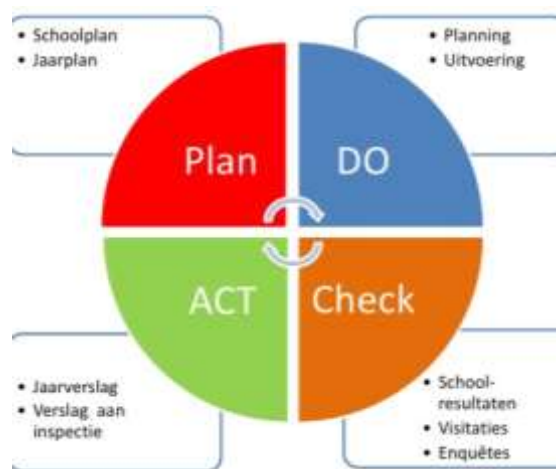 • Schoolplan
• Jaarplan
• Planning
• Uitvoering
Plan
DO
ACT
Check
• Jaarverslag
• Verslag aan
inspectie
• School-
resultaten
• Visitaties
• Enquêtes